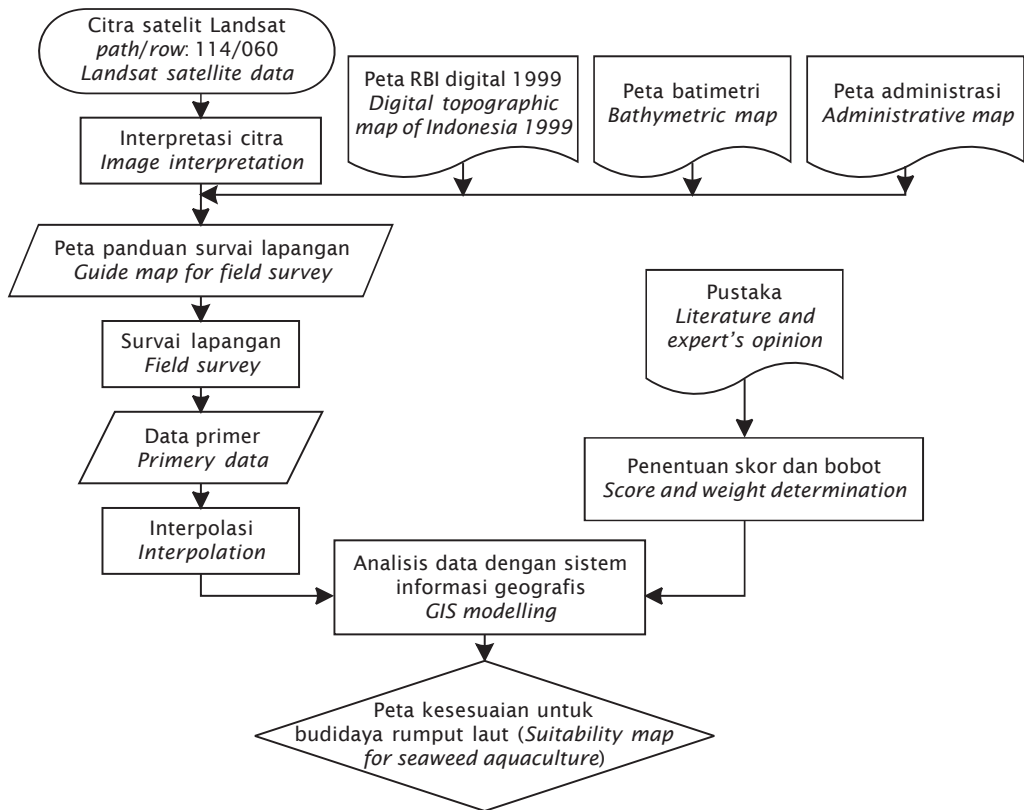 Citra satelit Landsat
path/row: 114/060
Landsat satellite data
Peta RBI digital 1999
Digital topographic
map of Indonesia 1999
Peta batimetri
Bathymetric map
Peta administrasi
Administrative map
Interpretasi citra
Image interpretation
Peta panduan survai lapangan
Guide map for field survey
Pustaka
Literature and
expert’s opinion
Survai lapangan
Field survey
Data primer
Primery data
Penentuan skor dan bobot
Score and weight determination
Interpolasi
Interpolation
Analisis data dengan sistem
informasi geografis
GIS modelling
Peta kesesuaian untuk
budidaya rumput laut (Suitability map
for seaweed aquaculture)